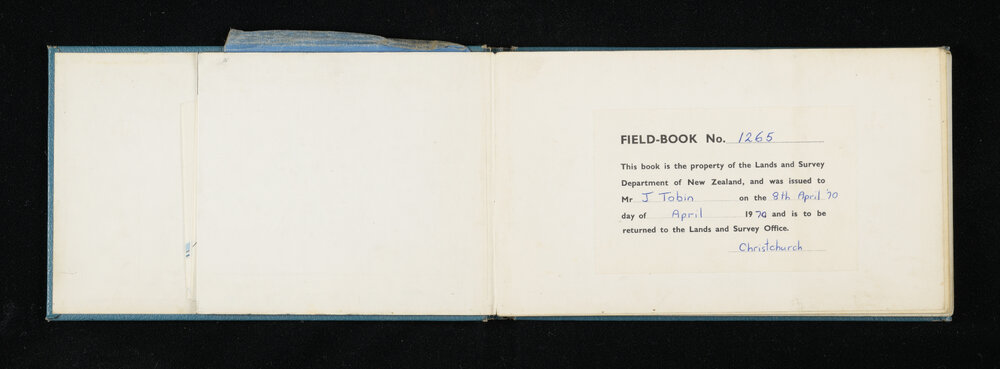 FIELD-BOOK No. 1265
This book is the property of the Lands and Survey
Department of New Zealand, and was issued to
Mr J Tobin on the 8th April '70
day of April 1970 and is to be
returned to the Lands and Survey Office.
Christchurch